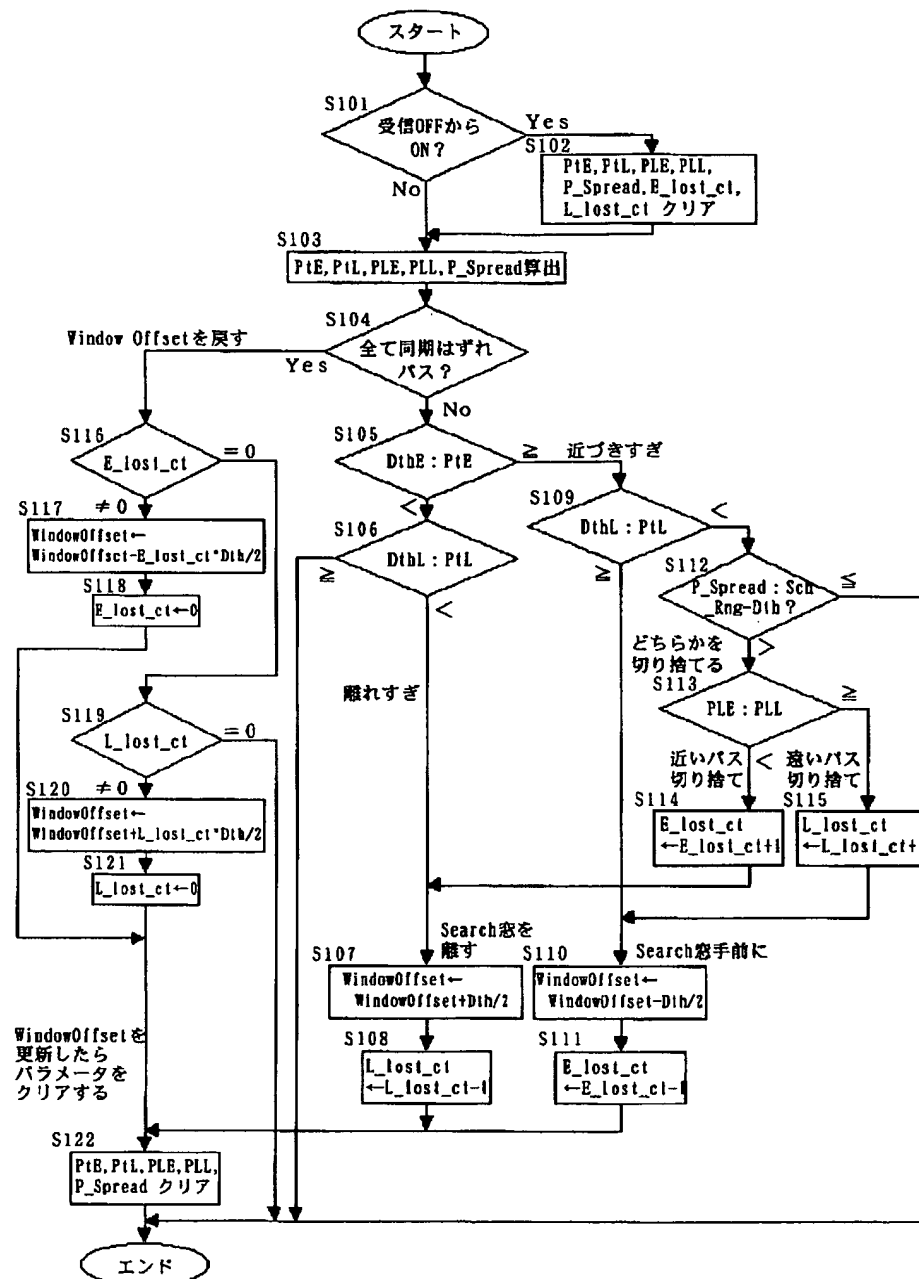 スタート
S101
受信OFFから
ON?
Yes
No
S102
PtE, PtL, PLE, PLL,
P_Spread, E_lost_ct,
L_lost_ct クリア
S103
PtE, PtL, PLE, PLL, P_Spread算出
S104
全て同期はずれ
パス?
Window Offsetを戻す
Yes
No
S105
DthE : PtE
≧ 近づきすぎ
<
S106
DthL : PtL
≧
<
S109
DthL : PtL
<
≧
S112
P_Spread : Sch
_Rng-Dth?
≦
>
どちらかを
切り捨てる
S113
PLE : PLL
≧
<
近いパス
切り捨て
遠いパス
切り捨て
S114
E_lost_ct
←E_lost_ct+1
S115
L_lost_ct
←L_lost_ct+
離れすぎ
S116
E_lost_ct
=0
≠0
S117
WindowOffset←
WindowOffset-E_lost_ct*Dth/2
S118
E_lost_ct←0
S119
L_lost_ct
=0
≠0
S120
WindowOffset←
WindowOffset+L_lost_ct*Dth/2
S121
L_lost_ct←0
Search窓を
離す
S107
WindowOffset←
WindowOffset+Dth/2
S108
L_lost_ct
←L_lost_ct-1
Search窓手前に
S110
WindowOffset←
WindowOffset-Dth/2
S111
E_lost_ct
←E_lost_ct-1
WindowOffsetを
更新したら
パラメータを
クリアする
S122
PtE, PtL, PLE, PLL,
P_Spread クリア
エンド